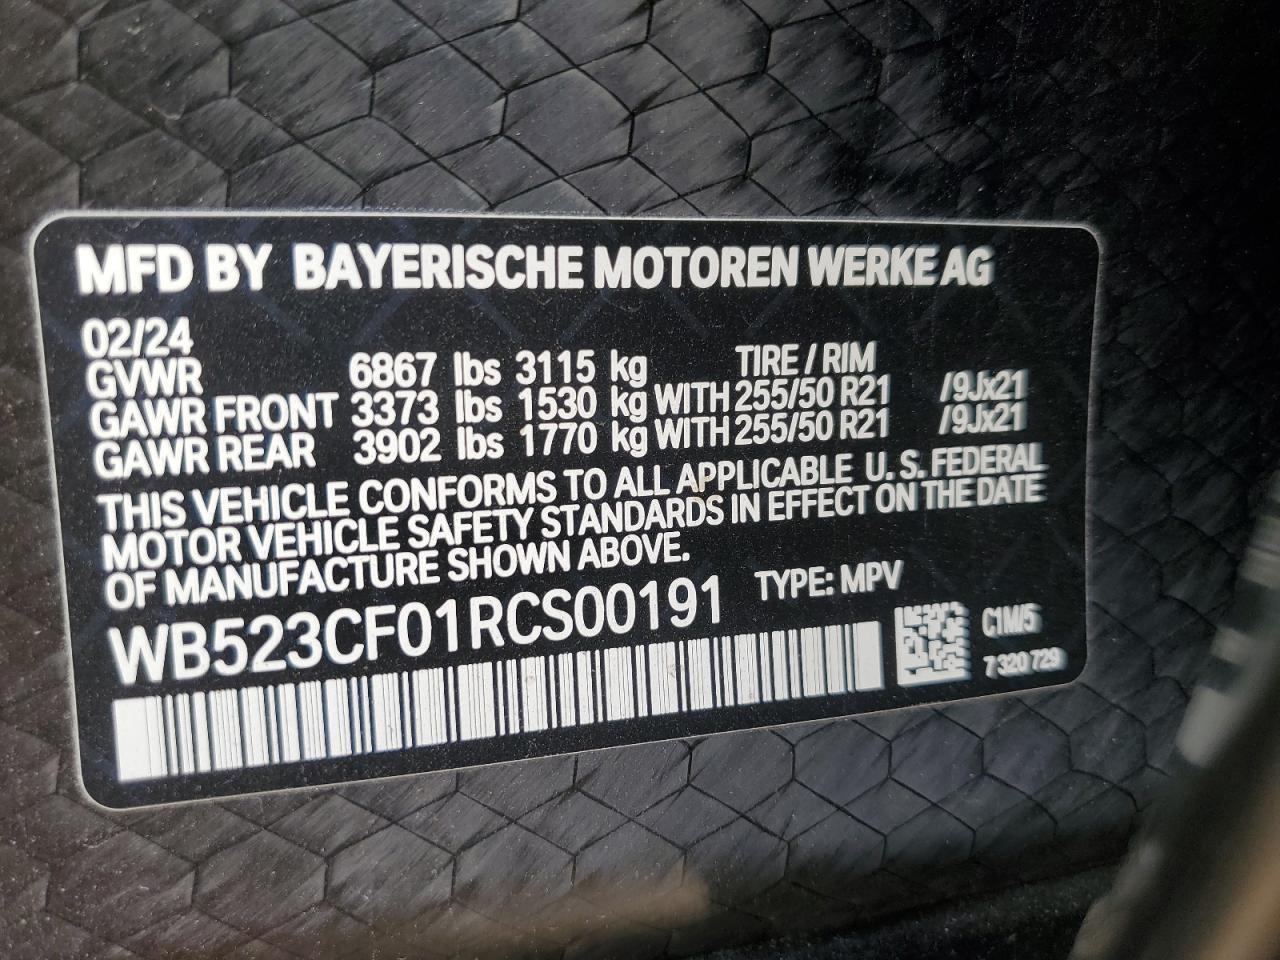 MFD BY BAYERISCHE MOTOREN WERKE AG
02/24
GVWR 6867 lbs 3115 kg TIRE / RIM
GAWR FRONT 3373 lbs 1530 kg WITH 255/50 R21 /9Jx21
GAWR REAR 3902 lbs 1770 kg WITH 255/50 R21 /9Jx21
THIS VEHICLE CONFORMS TO ALL APPLICABLE U. S. FEDERAL
MOTOR VEHICLE SAFETY STANDARDS IN EFFECT ON THE DATE
OF MANUFACTURE SHOWN ABOVE.
WB523CF01RCS00191 TYPE: MPV
C1M/5
7 320 729